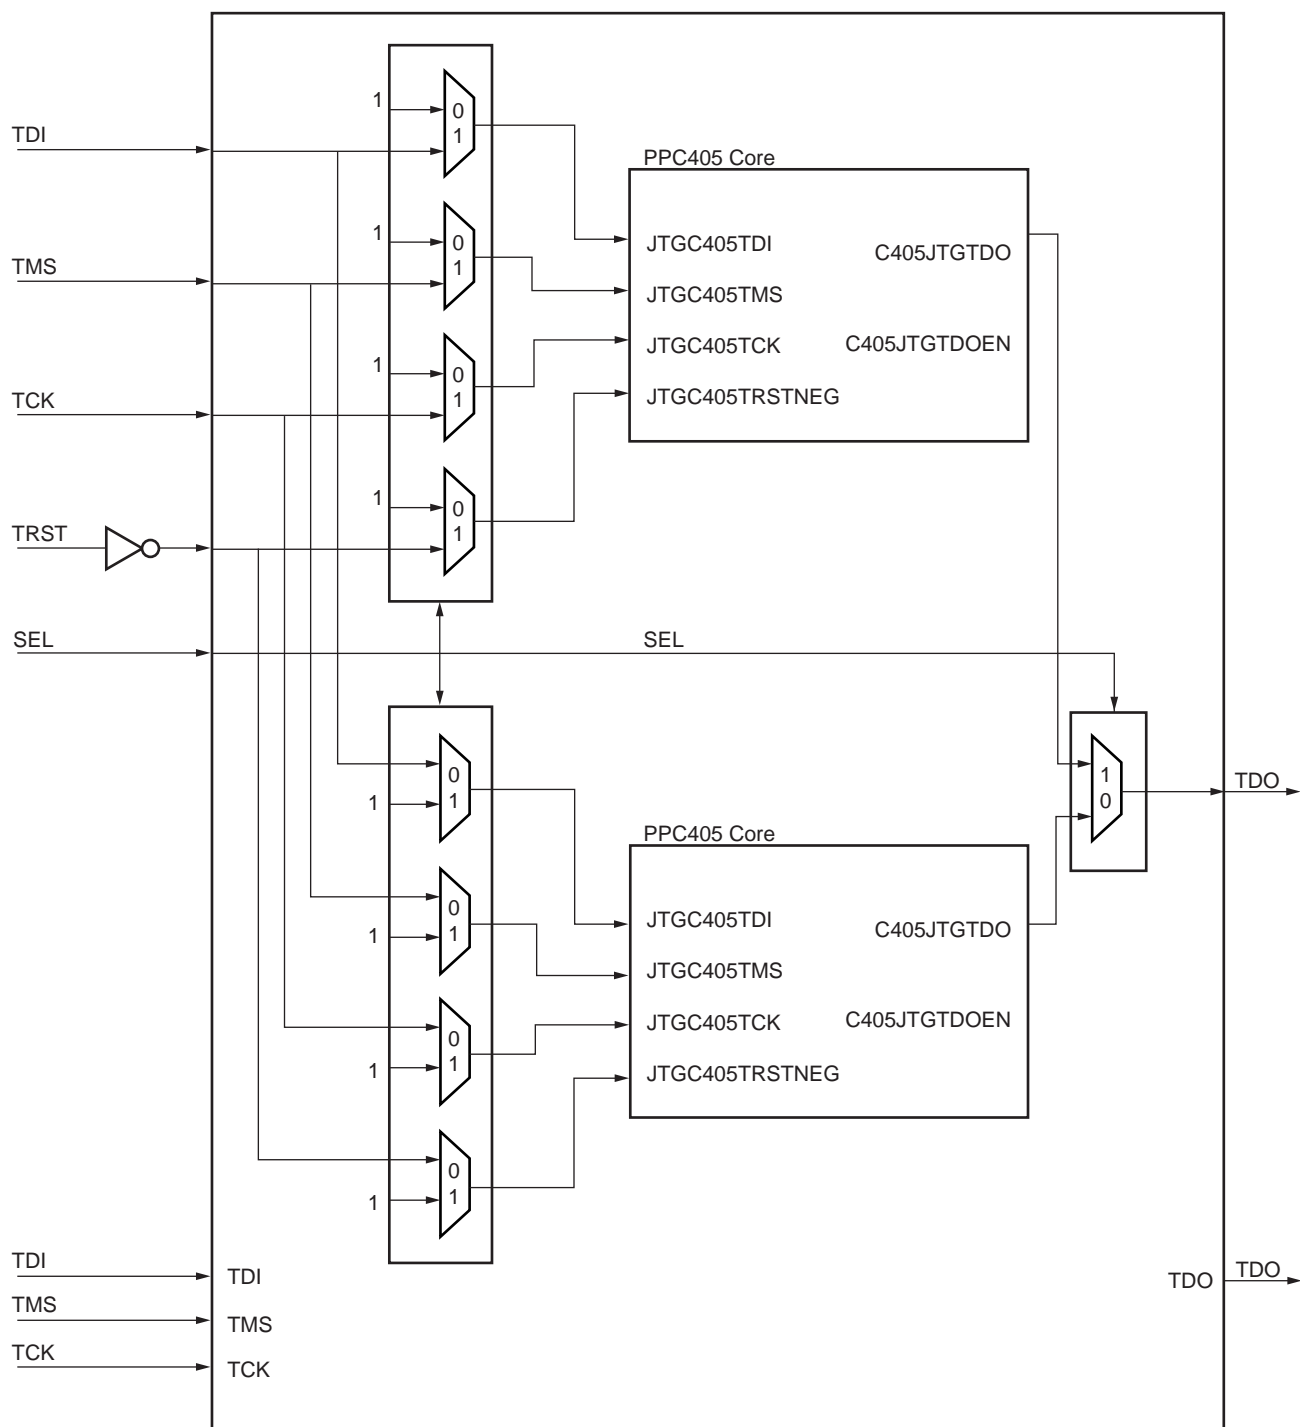 1
0
1
TDI
PPC405 Core
1
0
1
JTGC405TDI
C405JTGTDO
TMS
JTGC405TMS
1
0
1
JTGC405TCK
C405JTGTDOEN
TCK
JTGC405TRSTNEG
1
0
1
TRST
SEL
SEL
0
1
1
1
0
TDO
PPC405 Core
0
1
1
JTGC405TDI
C405JTGTDO
JTGC405TMS
0
1
1
JTGC405TCK
C405JTGTDOEN
JTGC405TRSTNEG
0
1
1
TDI
TDI
TDO
TDO
TMS
TMS
TCK
TCK